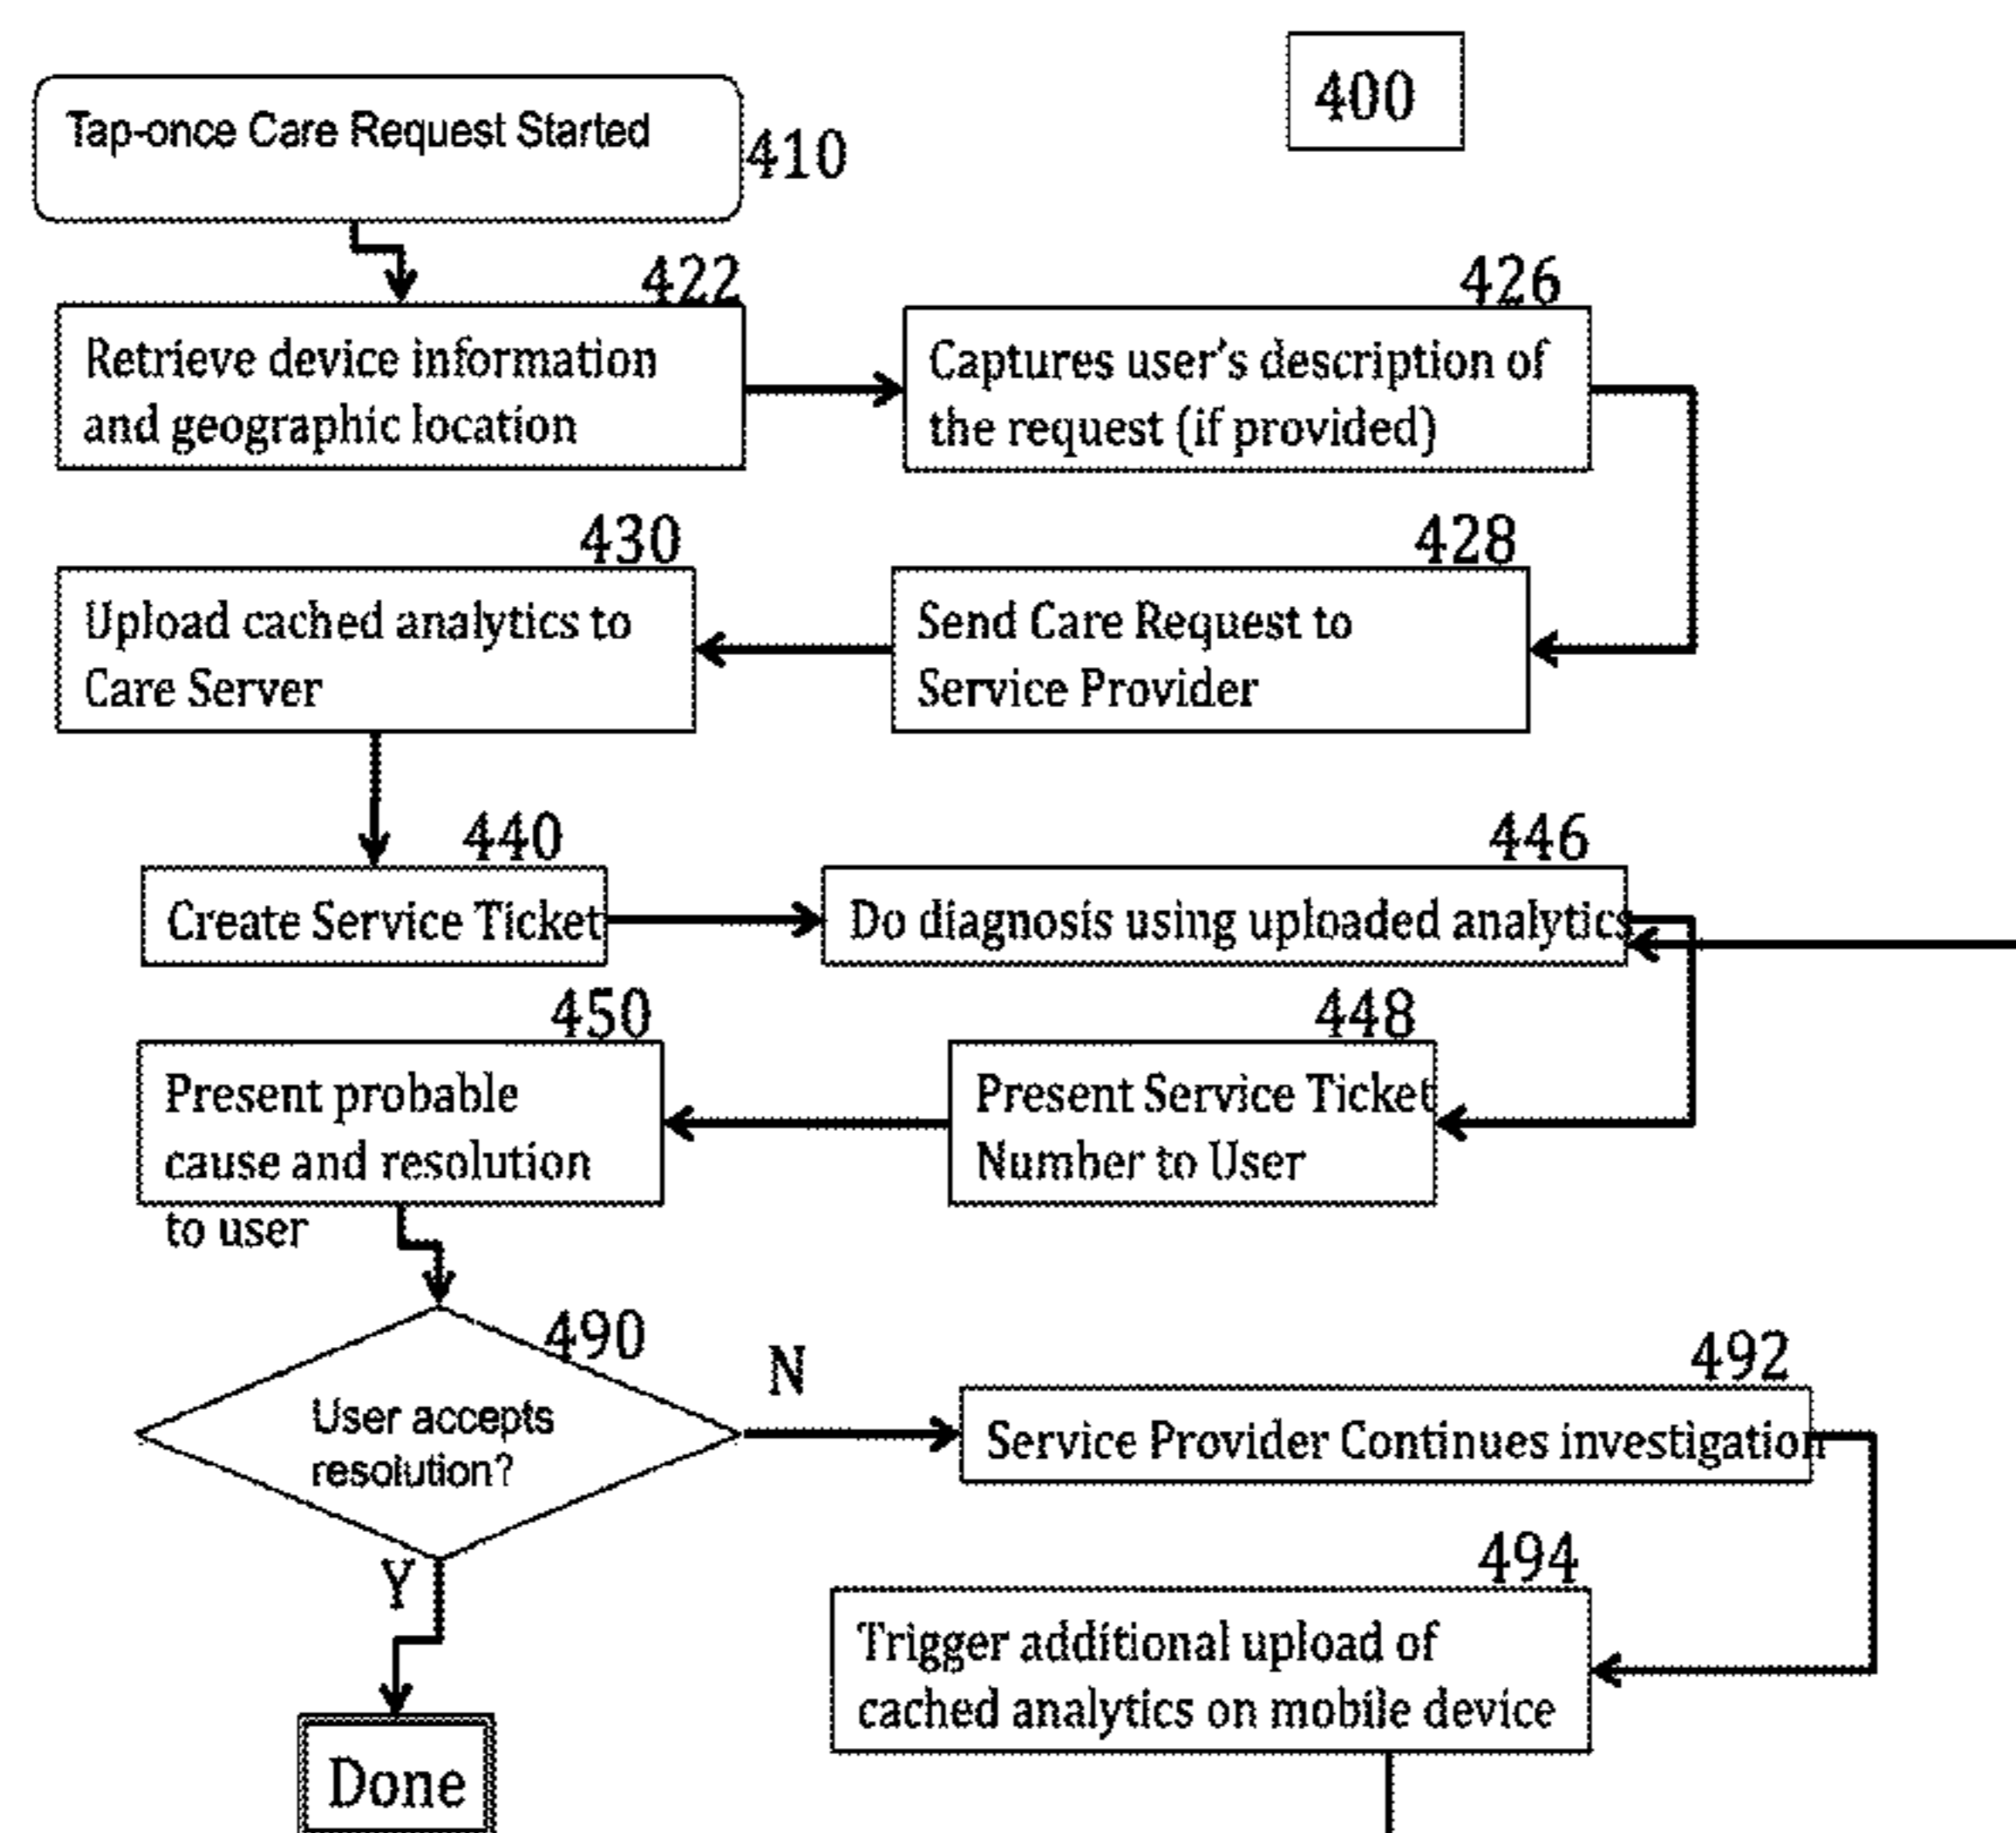 400
Tap-once Care Request Started
410
422
Retrieve device information
and geographic location
426
Captures user's description of
the request (if provided)
428
Send Care Request to
Service Provider
430
Upload cached analytics to
Care Server
440
Create Service Ticket
446
Do diagnosis using uploaded analytics
448
Present Service Ticket
Number to User
450
Present probable
cause and resolution
to user
490
User accepts
resolution?
N
492
Service Provider Continues investigation
494
Trigger additional upload of
cached analytics on mobile device
Y
Done